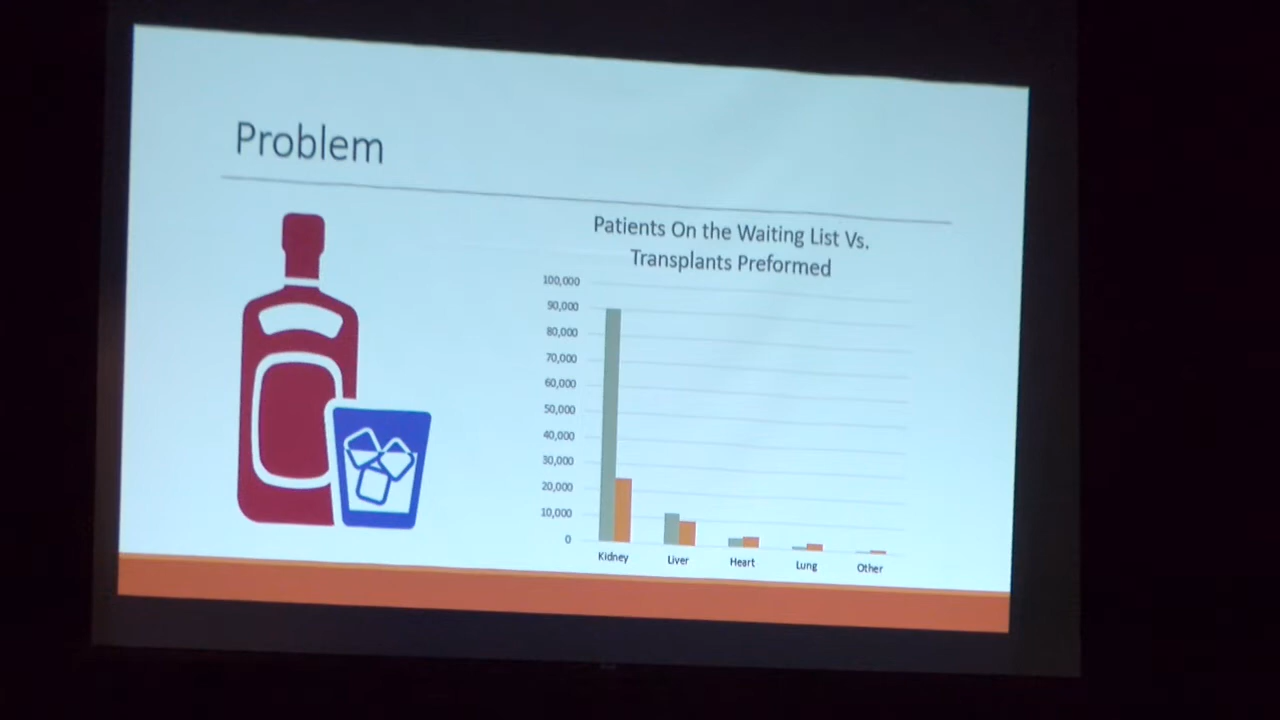 Problem
Patients On the Waiting List Vs.
Transplants Preformed
100,000
90,000
80,000
70,000
60,000
50,000
40,000
30,000
20,000
10,000
0
Kidney Liver Heart Lung Other